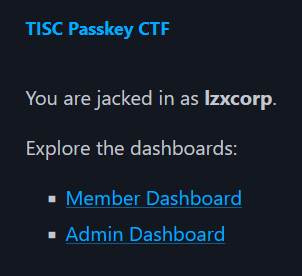 TISC Passkey CTF
You are jacked in as lzxcorp.
Explore the dashboards:
Member Dashboard
Admin Dashboard